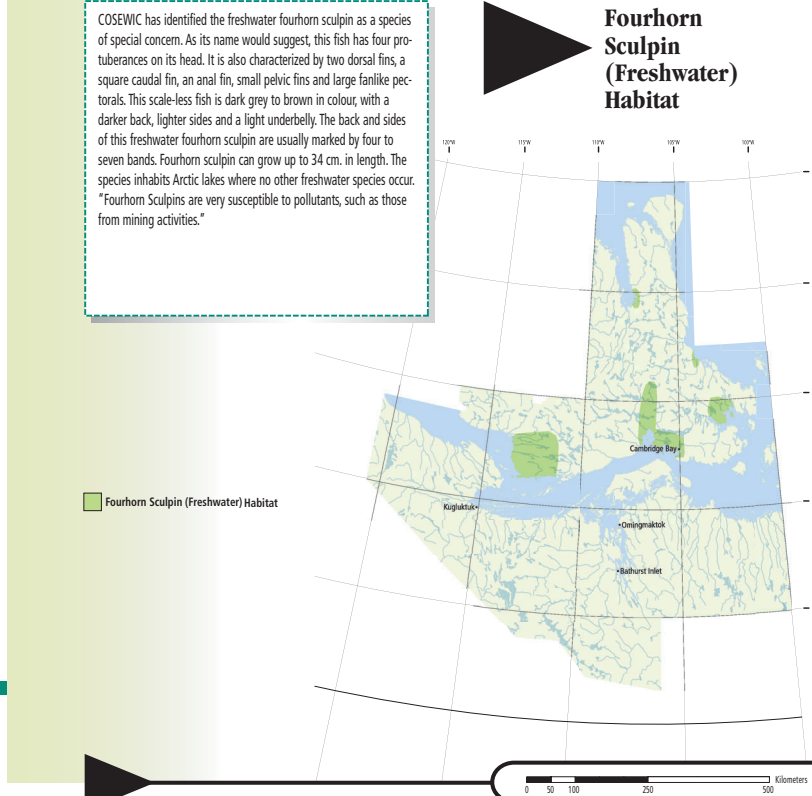 COSEWIC has identified the freshwater fourhorn sculpin as a species
of special concern. As its name would suggest, this fish has four pro-
tuberances on its head. It is also characterized by two dorsal fins, a
square caudal fin, an anal fin, small pelvic fins and large fanlike pec-
torals. This scale-less fish is dark grey to brown in colour, with a
darker back, lighter sides and a light underbelly. The back and sides
of this freshwater fourhorn sculpin are usually marked by four to
seven bands. Fourhorn sculpin can grow up to 34 cm. in length. The
species inhabits Arctic lakes where no other freshwater species occur.
"Fourhorn Sculpins are very susceptible to pollutants, such as those
from mining activities."
Fourhorn
Sculpin
(Freshwater)
Habitat
120°W 115°W 110°W 105°W 100°W
Cambridge Bay
Fourhorn Sculpin (Freshwater) Habitat
Kugluktuk
Omingmaktok
Bathurst Inlet
Kilometers
0 50 100 250 500